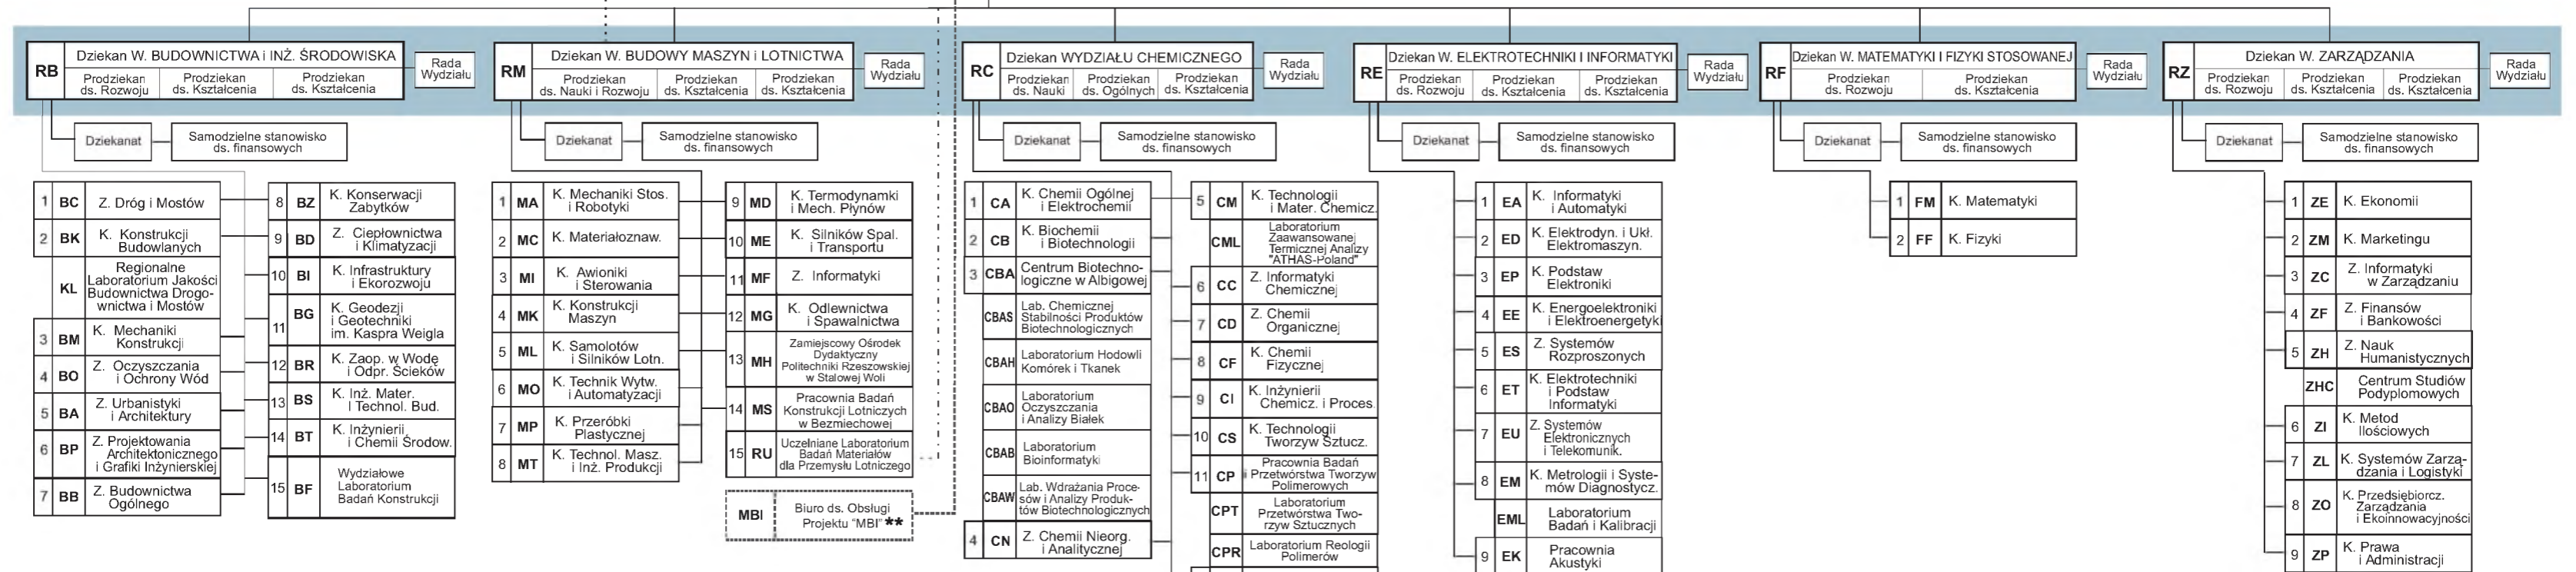 RB
Dziekan W. BUDOWNICTWA i INŻ. ŚRODOWISKA
Prodziekan
ds. Rozwoju
Prodziekan
ds. Kształcenia
Prodziekan
ds. Kształcenia
Rada
Wydziału
Dziekanat
Samodzielne stanowisko
ds. finansowych
1 BC Z. Dróg i Mostów
2 BK K. Konstrukcji
Budowlanych
KL Regionalne
Laboratorium Jakości
Budownictwa Drogo-
wnictwa i Mostów
3 BM K. Mechaniki
Konstrukcji
4 BO Z. Oczyszczania
i Ochrony Wód
5 BA Z. Urbanistyki
i Architektury
6 BP Z. Projektowania
Architektonicznego
i Grafiki Inżynierskiej
7 BB Z. Budownictwa
Ogólnego
8 BZ K. Konserwacji
Zabytków
9 BD Z. Ciepłownictwa
i Klimatyzacji
10 BI K. Infrastruktury
i Ekorozwoju
11 BG K. Geodezji
i Geotechniki
im. Kaspra Weigla
12 BR K. Zaop. w Wodę
i Odpr. Ścieków
13 BS K. Inż. Mater.
I Technol. Bud.
14 BT K. Inżynierii
i Chemii Środow.
15 BF Wydziałowe
Laboratorium
Badań Konstrukcji
RM
Dziekan W. BUDOWY MASZYN i LOTNICTWA
Prodziekan
ds. Nauki i Rozwoju
Prodziekan
ds. Kształcenia
Prodziekan
ds. Kształcenia
Rada
Wydziału
Dziekanat
Samodzielne stanowisko
ds. finansowych
1 MA K. Mechaniki Stos.
i Robotyki
2 MC K. Materiałoznaw.
3 MI K. Awioniki
i Sterowania
4 MK K. Konstrukcji
Maszyn
5 ML K. Samolotów
i Silników Lotn.
6 MO K. Technik Wytw.
i Automatyzacji
7 MP K. Przeróbki
Plastycznej
8 MT K. Technol. Masz.
i Inż. Produkcji
9 MD K. Termodynamki
i Mech. Płynów
10 ME K. Silników Spal.
i Transportu
11 MF Z. Informatyki
12 MG K. Odlewnictwa
i Spawalnictwa
13 MH Zamiejscowy Ośrodek
Dydaktyczny
Politechniki Rzeszowskiej
w Stalowej Woli
14 MS Pracownia Badań
Konstrukcji Lotniczych
w Bezmiechowej
15 RU Uczelniane Laboratorium
Badań Materiałów
dla Przemysłu Lotniczego
MBI Biuro ds. Obsługi
Projektu "MBI"**
RC
Dziekan WYDZIAŁU CHEMICZNEGO
Prodziekan
ds. Nauki
Prodziekan
ds. Ogólnych
Prodziekan
ds. Kształcenia
Rada
Wydziału
Dziekanat
Samodzielne stanowisko
ds. finansowych
1 CA K. Chemii Ogólnej
i Elektrochemii
2 CB K. Biochemii
i Biotechnologii
3 CBA Centrum Biotechno-
logiczne w Albigowej
CBAS Lab. Chemicznej
Stabilności Produktów
Biotechnologicznych
CBAH Laboratorium Hodowli
Komórek i Tkanek
CBAO Laboratorium
Oczyszczania
i Analizy Białek
CBAB Laboratorium
Bioinformatyki
CBAW Lab. Wdrażania Proce-
sów i Analizy Produk-
tów Biotechnologicznych
4 CN Z. Chemii Nieorg.
i Analitycznej
5 CM K. Technologii
i Mater. Chemicz.
CML Laboratorium
Zaawansowanej
Termicznej Analizy
"ATHAS-Poland"
6 CC Z. Informatyki
Chemicznej
7 CD Z. Chemii
Organicznej
8 CF K. Chemii
Fizycznej
9 CI K. Inżynierii
Chemicz. i Proces.
10 CS K. Technologii
Tworzyw Sztucz.
11 CP Pracownia Badań
i Przetwórstwa Tworzyw
Polimerowych
CPT Laboratorium
Przetwórstwa Two-
rzyw Sztucznych
CPR Laboratorium Reologii
Polimerów
RE
Dziekan W. ELEKTROTECHNIKI I INFORMATYKI
Prodziekan
ds. Rozwoju
Prodziekan
ds. Kształcenia
Prodziekan
ds. Kształcenia
Rada
Wydziału
Dziekanat
Samodzielne stanowisko
ds. finansowych
1 EA K. Informatyki
i Automatyki
2 ED K. Elektrodyn. i Ukł.
Elektromaszyn.
3 EP K. Podstaw
Elektroniki
4 EE K. Energoelektroniki
i Elektroenergetyki
5 ES Z. Systemów
Rozproszonych
6 ET K. Elektrotechniki
i Podstaw
Informatyki
7 EU Z. Systemów
Elektronicznych
i Telekomunik.
8 EM K. Metrologii i Syste-
mów Diagnostycz.
EML Laboratorium
Badań i Kalibracji
9 EK Pracownia
Akustyki
RF
Dziekan W. MATEMATYKI I FIZYKI STOSOWANEJ
Prodziekan
ds. Rozwoju
Prodziekan
ds. Kształcenia
Rada
Wydziału
Dziekanat
Samodzielne stanowisko
ds. finansowych
1 FM K. Matematyki
2 FF K. Fizyki
RZ
Dziekan W. ZARZĄDZANIA
Prodziekan
ds. Rozwoju
Prodziekan
ds. Kształcenia
Prodziekan
ds. Kształcenia
Rada
Wydziału
Dziekanat
Samodzielne stanowisko
ds. finansowych
1 ZE K. Ekonomii
2 ZM K. Marketingu
3 ZC Z. Informatyki
w Zarządzaniu
4 ZF Z. Finansów
i Bankowości
5 ZH Z. Nauk
Humanistycznych
ZHC Centrum Studiów
Podyplomowych
6 ZI K. Metod
Ilościowych
7 ZL K. Systemów Zarzą-
dzania i Logistyki
8 ZO K. Przedsiębiorcz.
Zarządzania
i Ekoinnowacyjności
9 ZP K. Prawa
i Administracji